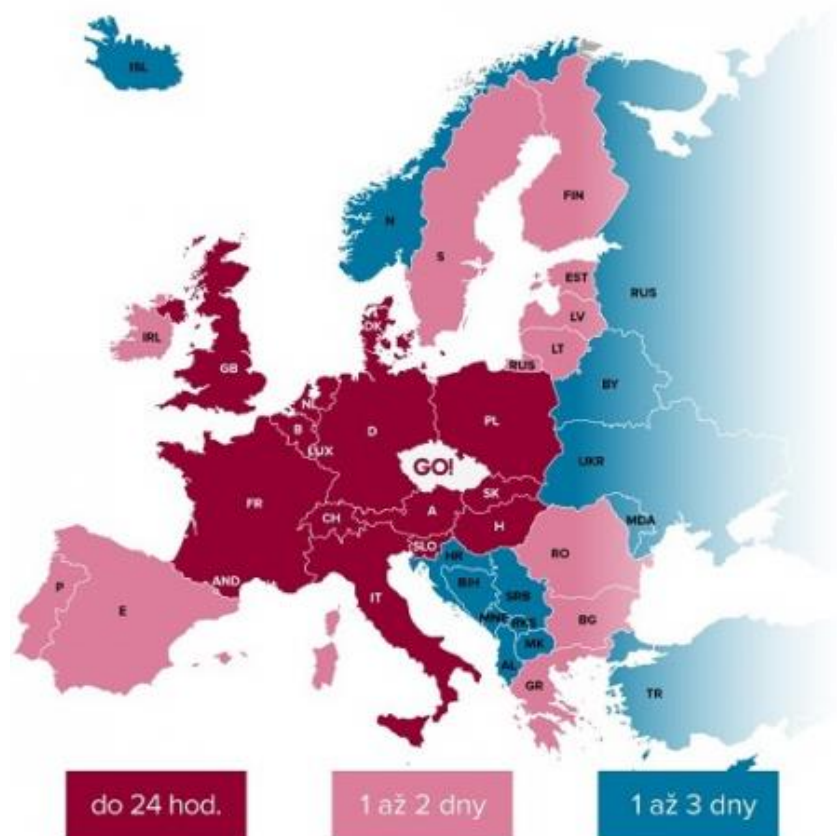 ISL
N
S
FIN
EST
LV
LT
RUS
RUS
BY
UKR
MDA
IRL
GB
DK
NL
B
LUX
D
PL
GO!
SK
FR
CH
A
H
SLO
HR
BIH
SRB
MNE
RKS
MK
AL
RO
BG
GR
TR
AND
IT
P
E
do 24 hod.
1 až 2 dny
1 až 3 dny